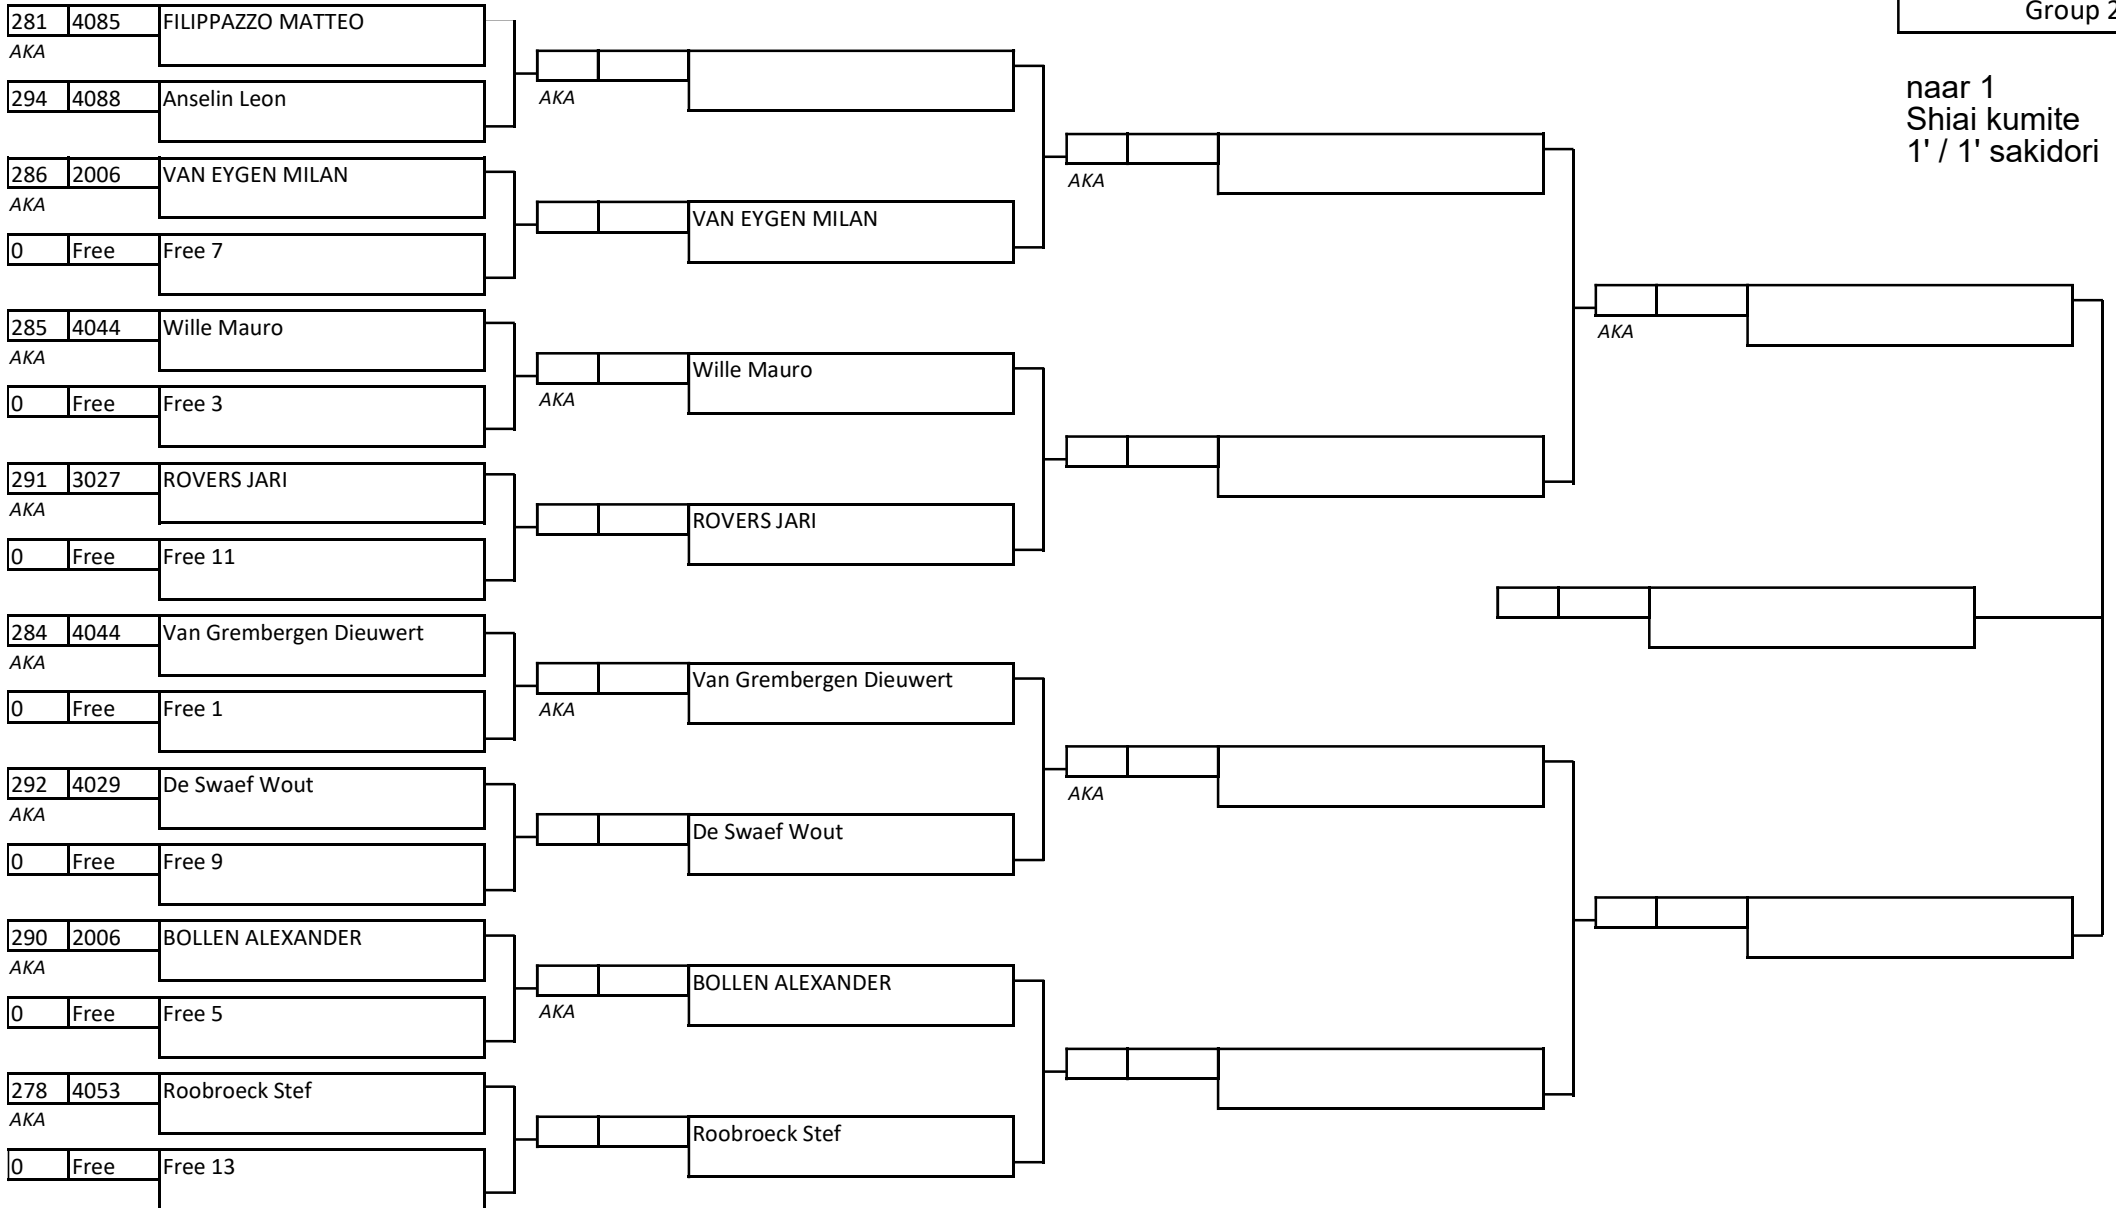 Group 2
naar 1
Shiai kumite
1' / 1' sakidori
281 4085 FILIPPAZZO MATTEO
AKA
294 4088 Anselin Leon
AKA
286 2006 VAN EYGEN MILAN
AKA
AKA
VAN EYGEN MILAN
0 Free Free 7
285 4044 Wille Mauro
AKA
AKA
Wille Mauro
0 Free Free 3
AKA
291 3027 ROVERS JARI
AKA
ROVERS JARI
0 Free Free 11
284 4044 Van Grembergen Dieuwert
AKA
Van Grembergen Dieuwert
0 Free Free 1
AKA
292 4029 De Swaef Wout
AKA
AKA
De Swaef Wout
0 Free Free 9
290 2006 BOLLEN ALEXANDER
AKA
BOLLEN ALEXANDER
0 Free Free 5
AKA
278 4053 Roobroeck Stef
AKA
Roobroeck Stef
0 Free Free 13